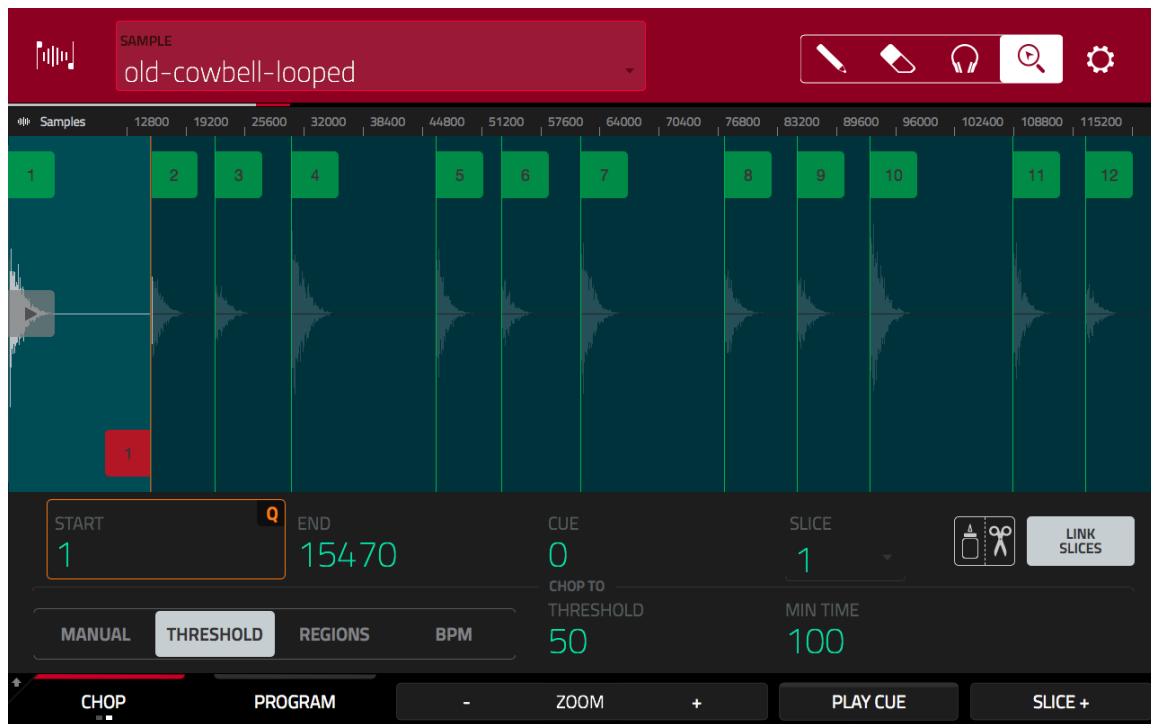 SAMPLE
old-cowbell-looped
Samples 12800 19200 25600 32000 38400 44800 51200 57600 64000 70400 76800 83200 89600 96000 102400 108800 115200
1 2 3 4 5 6 7 8 9 10 11 12
1
START Q END CUE SLICE
1 15470 0 1
LINK
SLICES
CHOP TO
THRESHOLD MIN TIME
MANUAL THRESHOLD REGIONS BPM 50 100
CHOP PROGRAM - ZOOM + PLAY CUE SLICE +